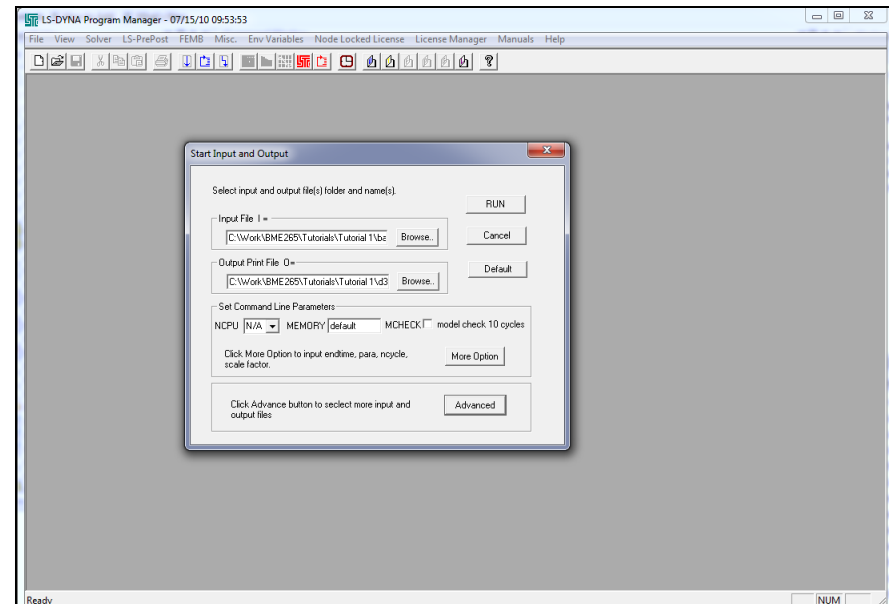 LS-DYNA Program Manager - 07/15/10 09:53:53
File View Solver LS-PrePost FEMB Misc. Env Variables Node Locked License License Manager Manuals Help
Start Input and Output
Select input and output file(s) folder and name(s).
RUN
Input File I =
C:\Work\BME265\Tutorials\Tutorial 1\ba Browse..
Cancel
Output Print File O=
Default
C:\Work\BME265\Tutorials\Tutorial 1\d3 Browse..
Set Command Line Parameters
NCPU N/A MEMORY default MCHECK model check 10 cycles
Click More Option to input endtime, para, ncycle,
scale factor.
More Option
Click Advance button to seclect more input and
output files
Advanced
Ready NUM